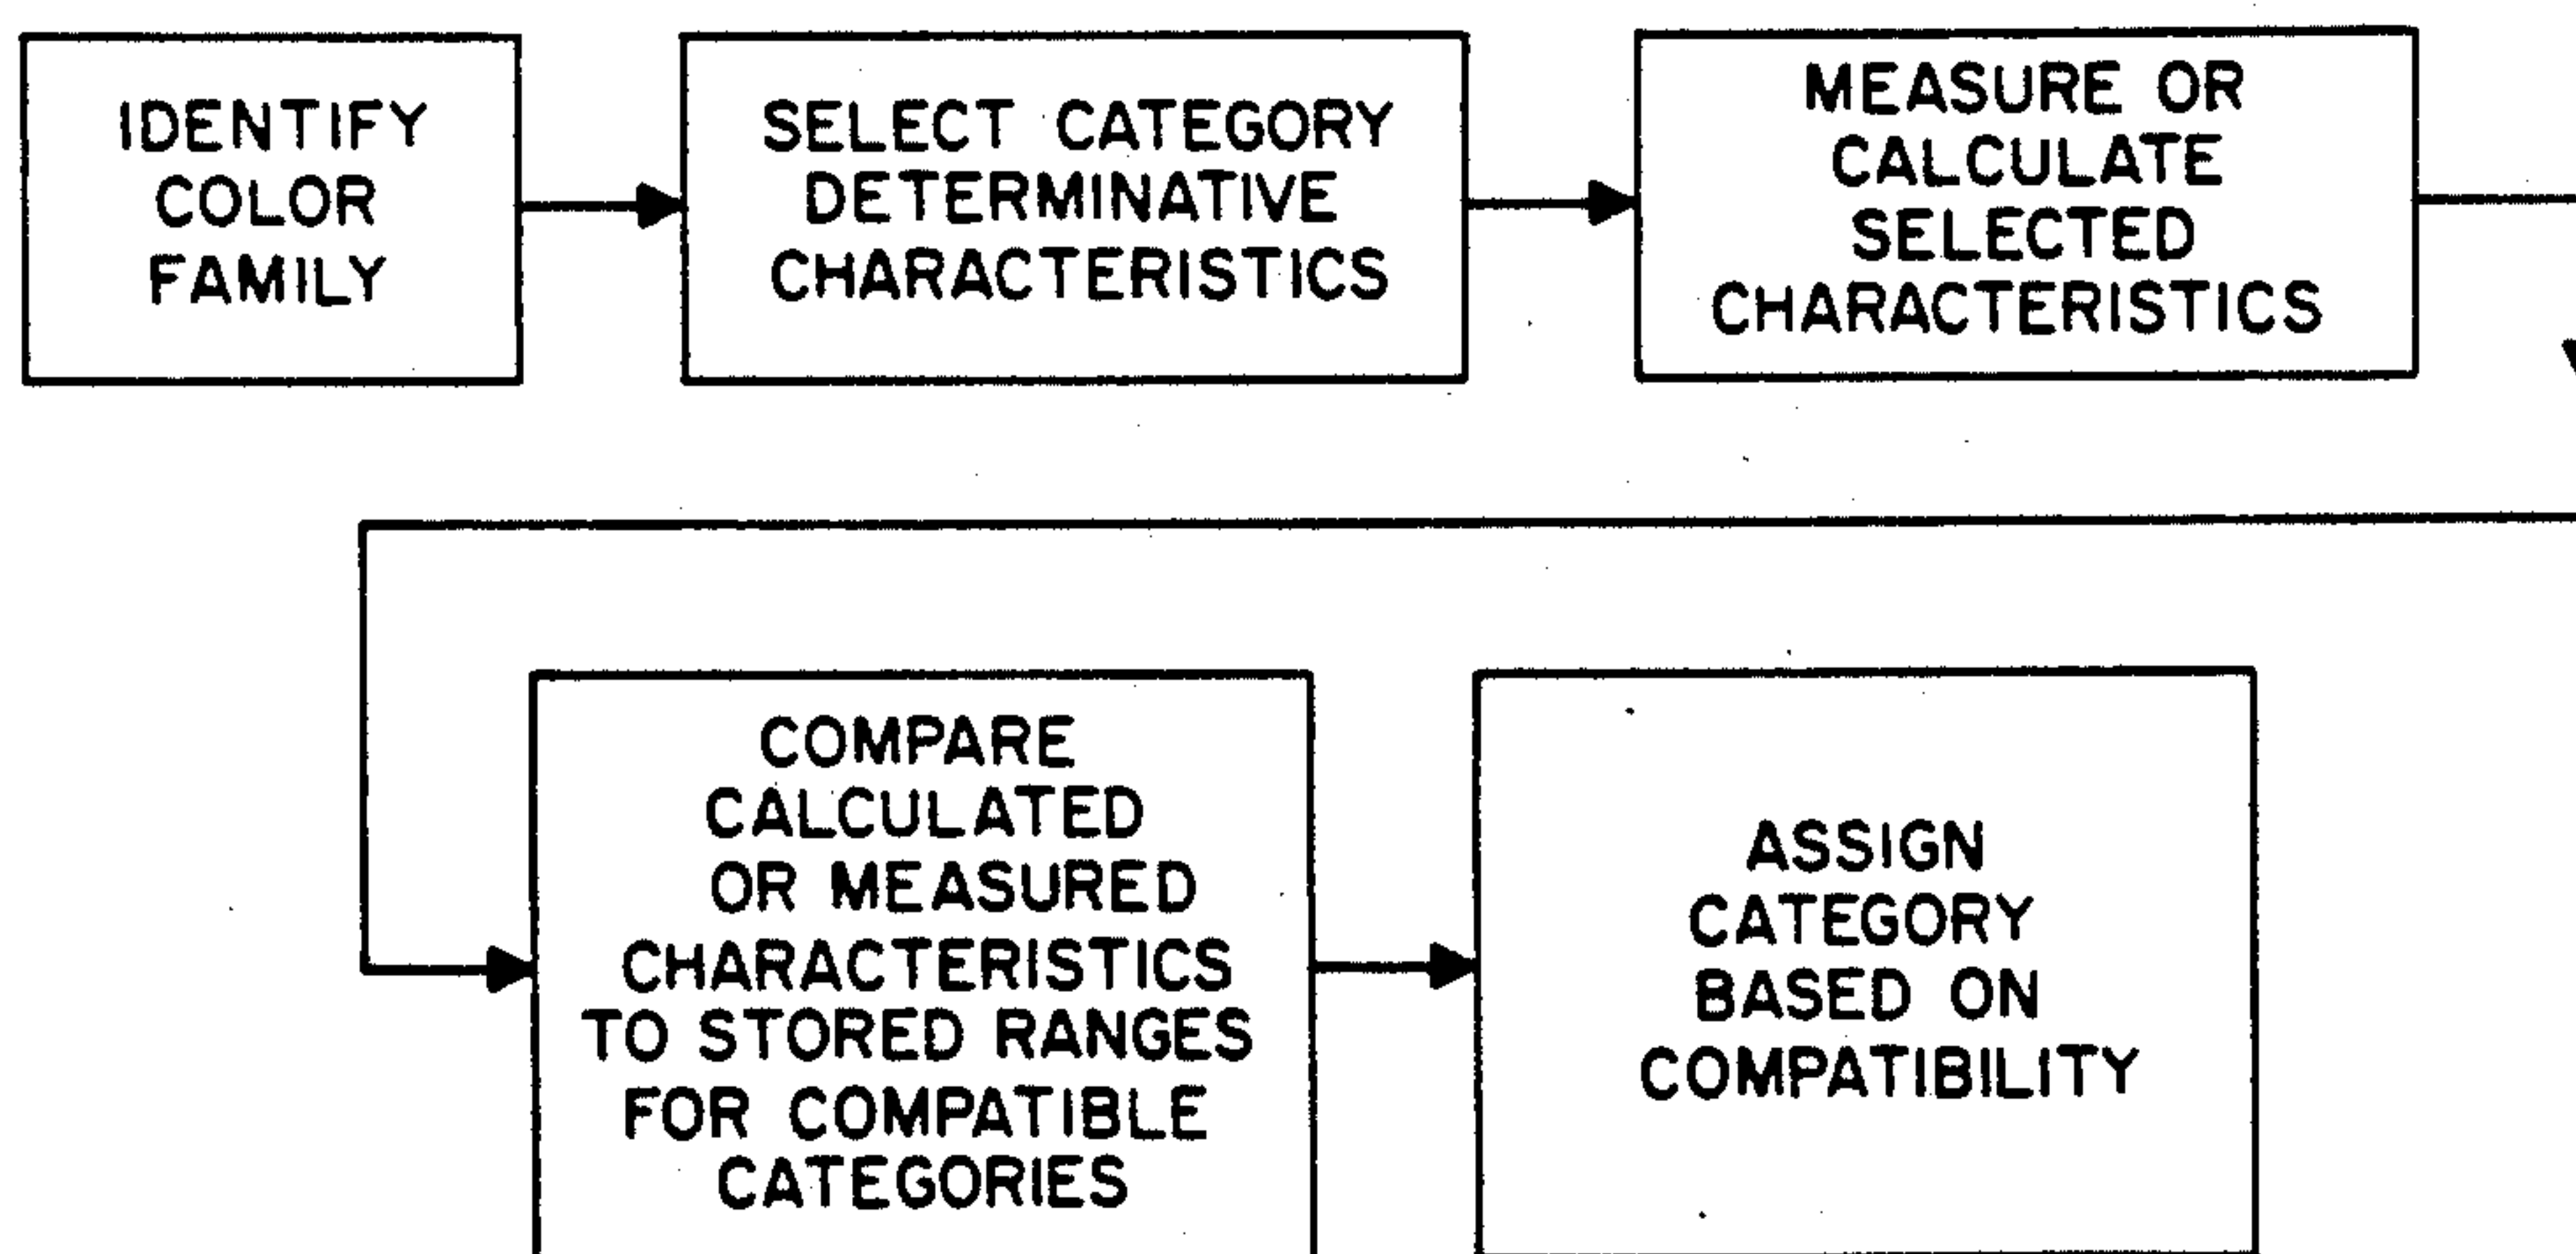 IDENTIFY
COLOR
FAMILY
SELECT CATEGORY
DETERMINATIVE
CHARACTERISTICS
MEASURE OR
CALCULATE
SELECTED
CHARACTERISTICS
COMPARE
CALCULATED
OR MEASURED
CHARACTERISTICS
TO STORED RANGES
FOR COMPATIBLE
CATEGORIES
ASSIGN
CATEGORY
BASED ON
COMPATIBILITY